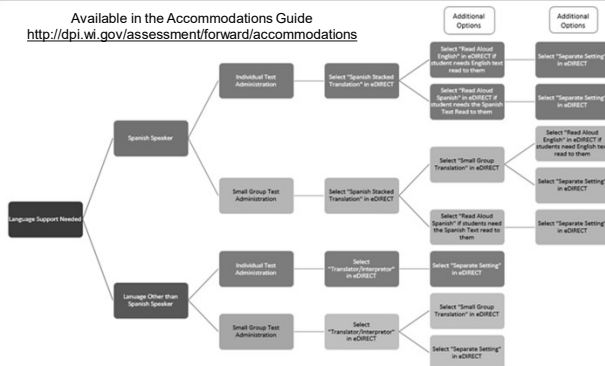 Available in the Accommodations Guide
http://dpi.wi.gov/assessment/forward/accommodations
Additional
Options
Additional
Options
Language Support Needed
Spanish Speaker
Individual Test
Administration
Select "Spanish Stacked
Translation" in eDIRECT
Select "Read Aloud
English" in eDIRECT if
student needs English text
read to them
Select "Separate Setting"
in eDIRECT
Select "Read Aloud
Spanish" in eDIRECT if
student needs the Spanish
Text Read to them
Select "Separate Setting"
in eDIRECT
Small Group Test
Administration
Select "Spanish Stacked
Translation" in eDIRECT
Select "Small Group
Translation" in eDIRECT
Select "Read Aloud
English" in eDIRECT if
students need English text
read to them
Select "Separate Setting"
in eDIRECT
Select "Read Aloud
Spanish" if students need
the Spanish Text read to
them
Select "Separate Setting"
in eDIRECT
Lanuage Other than
Spanish Speaker
Individual Test
Administration
Select
"Translator/Interpretor"
in eDIRECT
Select "Separate Setting"
in eDIRECT
Small Group Test
Administration
Select
"Translator/Interpretor"
in eDIRECT
Select "Small Group
Translation" in eDIRECT
Select "Separate Setting"
in eDIRECT